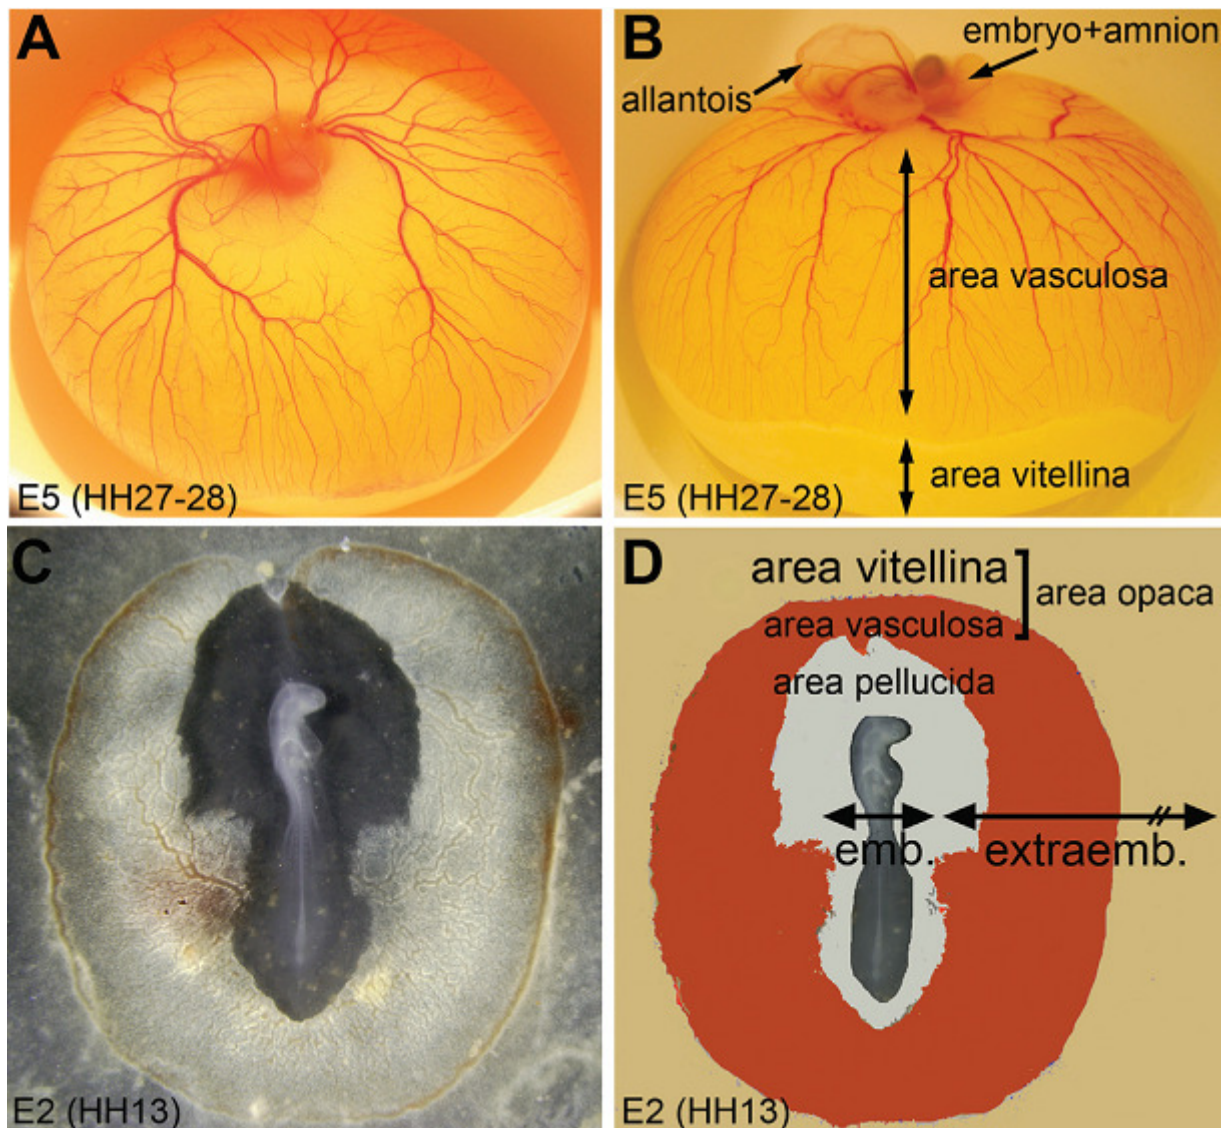 A
E5 (HH27-28)
B
embryo+amnion
allantois
area vasculosa
area vitellina
E5 (HH27-28)
C
E2 (HH13)
D
area vitellina
area opaca
area vasculosa
area pellucida
emb.
extraemb.
E2 (HH13)